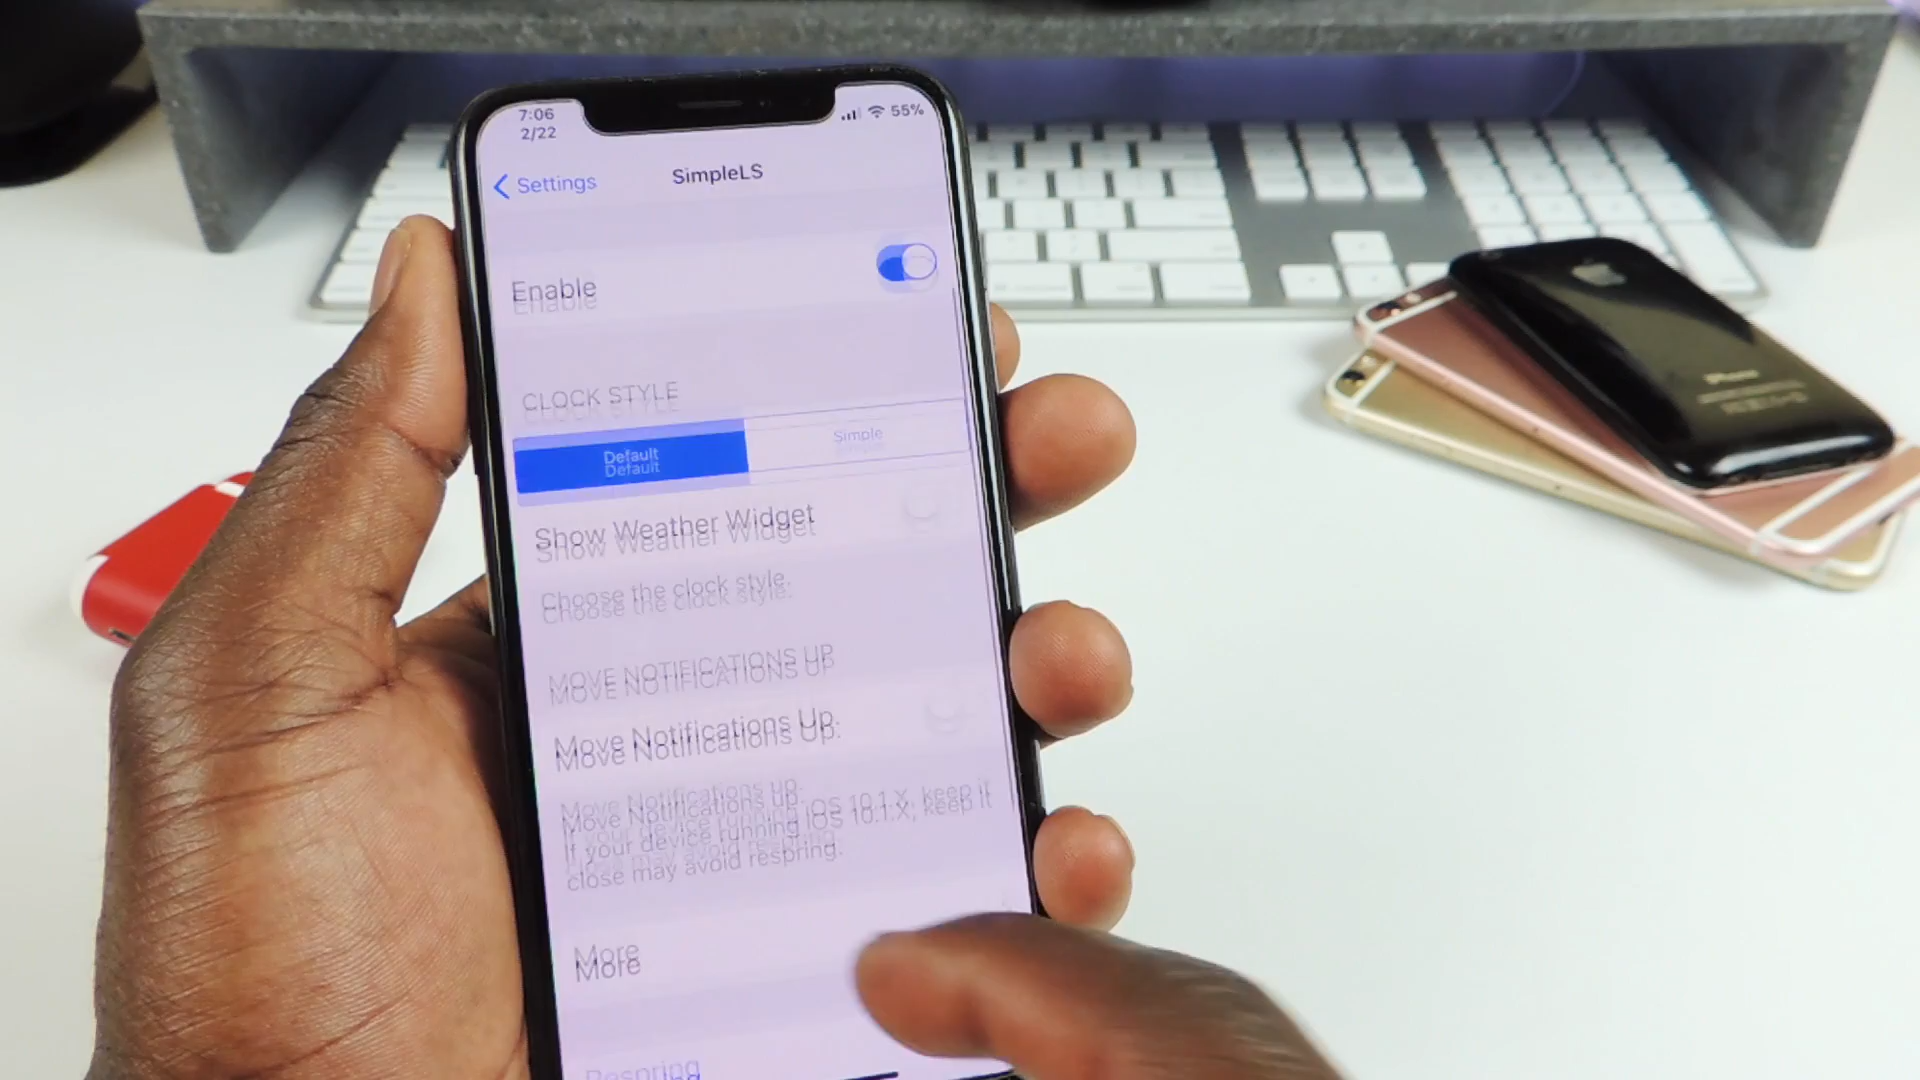 7:06
2/22
55%
Settings
SimpleLS
Enable
CLOCK STYLE
Default
Simple
Show Weather Widget
Choose the clock style.
MOVE NOTIFICATIONS UP
Move Notifications Up.
Move Notifications up.
If your device running iOS 10.1.X, keep it
close may avoid respring.
More
Respring
iPhone